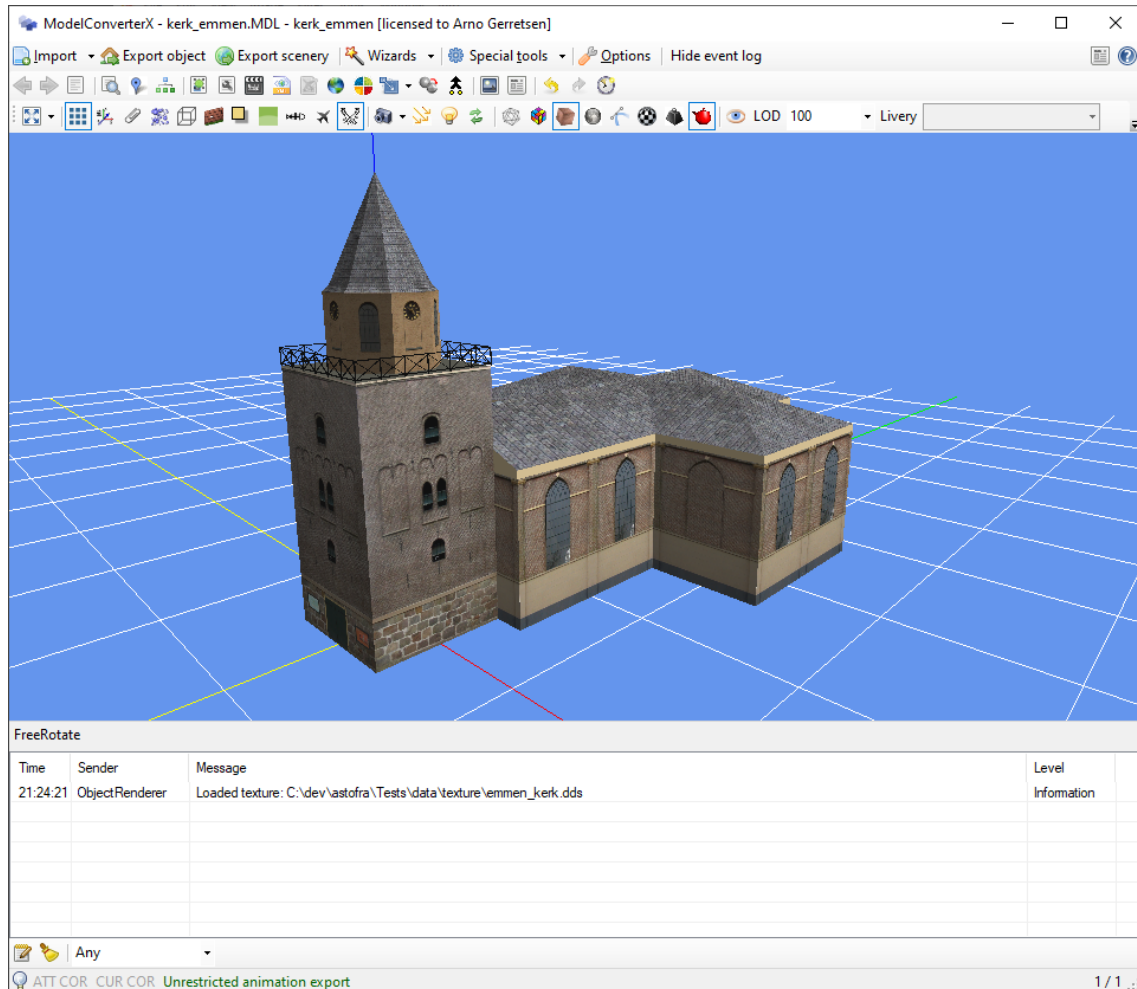 ModelConverterX - kerk_emmen.MDL - kerk_emmen [licensed to Arno Gerretsen]
Import Export object Export scenery Wizards Special tools Options Hide event log
LOD 100 Livery
FreeRotate
Time Sender Message Level
21:24:21 ObjectRenderer Loaded texture: C:\dev\astofra\Tests\data\texture\emmen_kerk.dds Information
Any
ATT COR CUR COR Unrestricted animation export 1 / 1